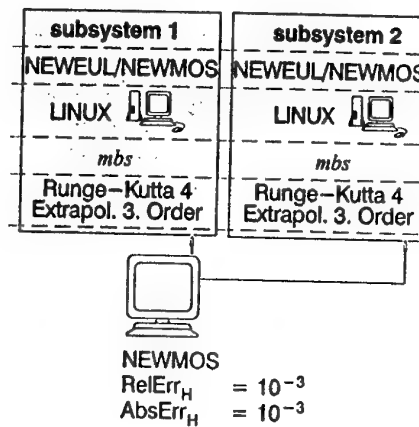 subsystem 1
NEWEUL/NEWMOS
LINUX
mbs
Runge-Kutta 4
Extrapol. 3. Order
subsystem 2
NEWEUL/NEWMOS
LINUX
mbs
Runge-Kutta 4
Extrapol. 3. Order
NEWMOS
RelErr_H = 10^-3
AbsErr_H = 10^-3